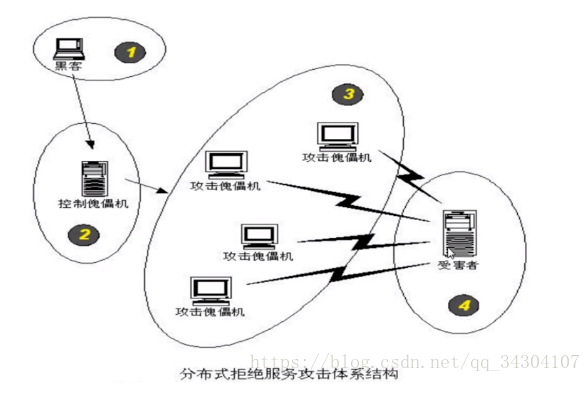 1
黑客
3
攻击傀儡机
攻击傀儡机
控制傀儡机
2
攻击傀儡机
受害者
攻击傀儡机
4
https://blog.csdn.net/qq_34304107
分布式拒绝服务攻击体系结构